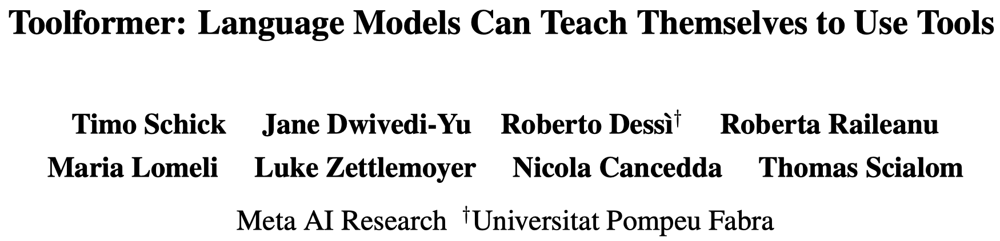 Toolformer: Language Models Can Teach Themselves to Use Tools
Timo Schick Jane Dwivedi-Yu Roberto Dessì† Roberta Raileanu
Maria Lomeli Luke Zettlemoyer Nicola Cancedda Thomas Scialom
Meta AI Research †Universitat Pompeu Fabra